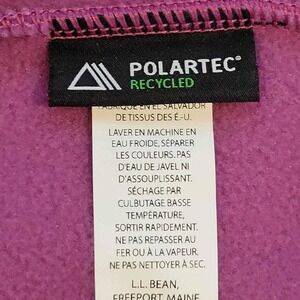 POLARTEC®
RECYCLED
FABRIQUÉ EN EL SALVADOR
DE TISSUS DES É.-U.
LAVER EN MACHINE EN
EAU FROIDE, SÉPARER
LES COULEURS. PAS
D'EAU DE JAVEL NI
D'ASSOUPLISSANT.
SÉCHAGE PAR
CULBUTAGE BASSE
TEMPÉRATURE,
SORTIR RAPIDEMENT.
NE PAS REPASSER AU
FER OU À LA VAPEUR.
NE PAS NETTOYER À SEC.
L.L.BEAN,
FREEPORT, MAINE